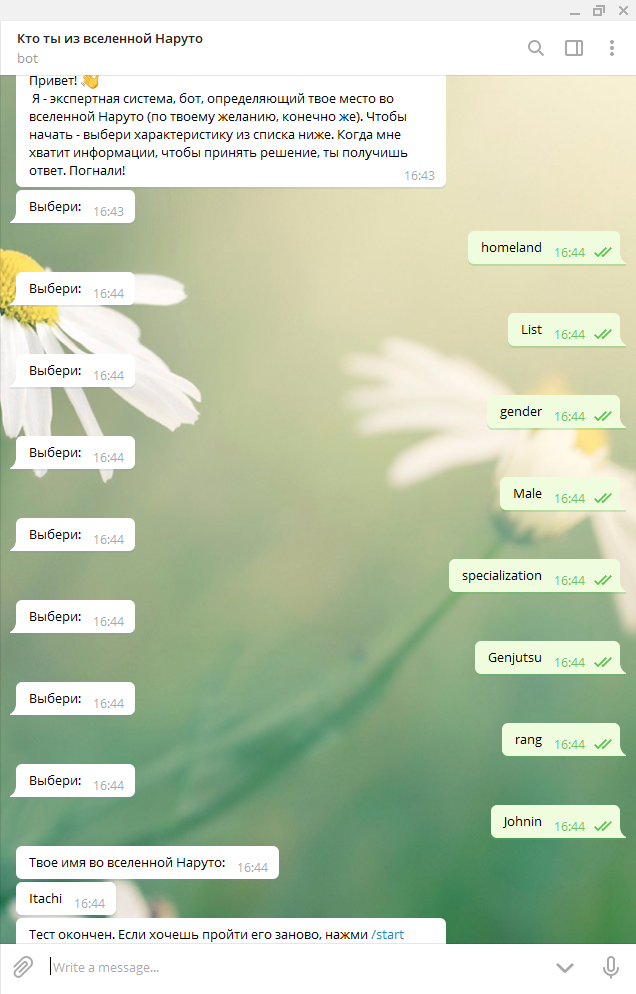 Кто ты из вселенной Наруто
bot
Привет! 👋
Я - экспертная система, бот, определяющий твое место во
вселенной Наруто (по твоему желанию, конечно же). Чтобы
начать - выбери характеристику из списка ниже. Когда мне
хватит информации, чтобы принять решение, ты получишь
ответ. Погнали!
16:43
Выбери: 16:43
homeland 16:44
Выбери: 16:44
List 16:44
Выбери: 16:44
gender 16:44
Выбери: 16:44
Male 16:44
Выбери: 16:44
specialization 16:44
Выбери: 16:44
Genjutsu 16:44
Выбери: 16:44
rang 16:44
Выбери: 16:44
Johnin 16:44
Твое имя во вселенной Наруто: 16:44
Itachi 16:44
Тест окончен. Если хочешь пройти его заново, нажми /start
Write a message...